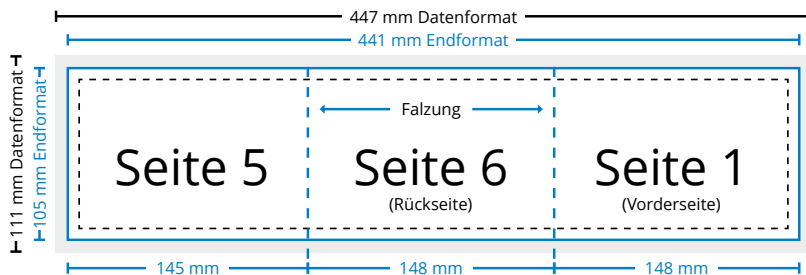 447 mm Datenformat
441 mm Endformat
111 mm Datenformat
105 mm Endformat
Falzung
Seite 5
Seite 6
(Rückseite)
Seite 1
(Vorderseite)
145 mm
148 mm
148 mm